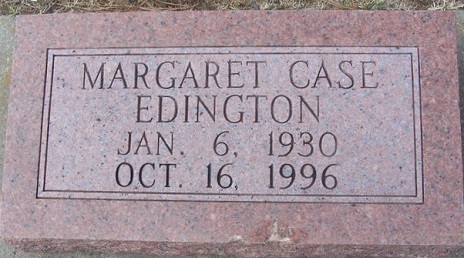 MARGARET CASE
EDINGTON
JAN. 6, 1930
OCT. 16, 1996